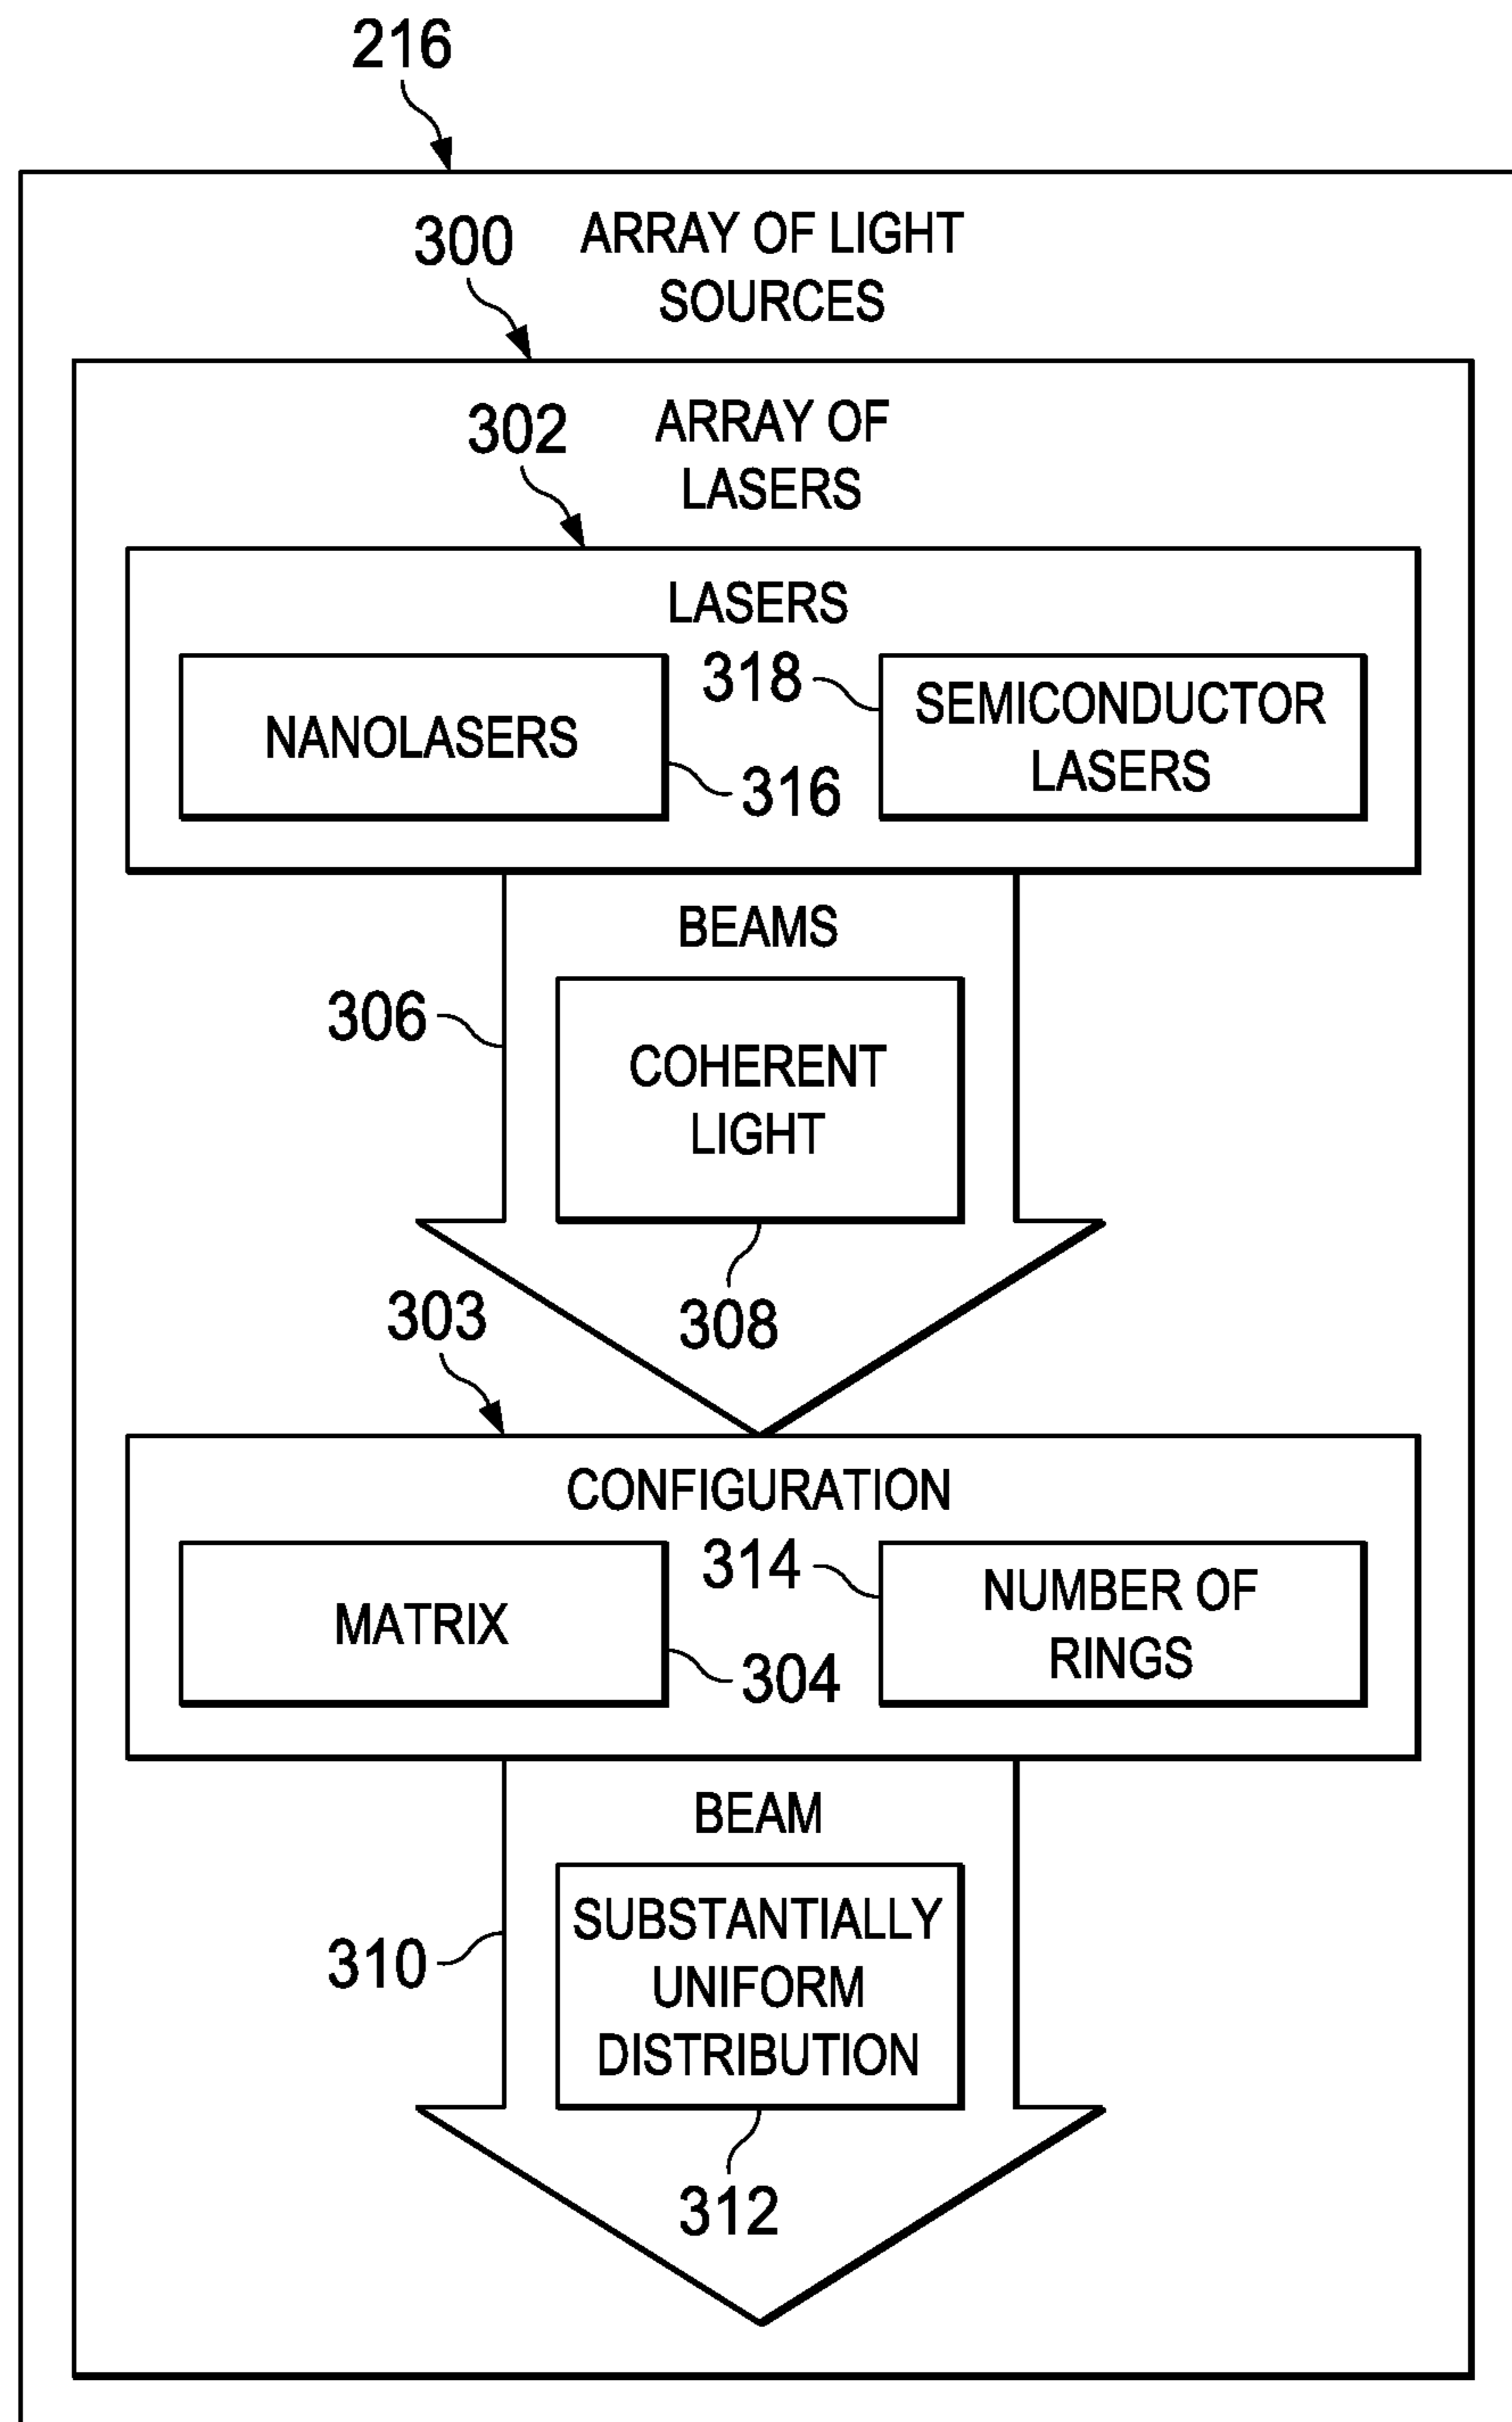 216
300
ARRAY OF LIGHT
SOURCES
302
ARRAY OF
LASERS
LASERS
NANOLASERS
316
318
SEMICONDUCTOR
LASERS
BEAMS
306
COHERENT
LIGHT
308
303
CONFIGURATION
MATRIX
304
314
NUMBER OF
RINGS
BEAM
310
SUBSTANTIALLY
UNIFORM
DISTRIBUTION
312